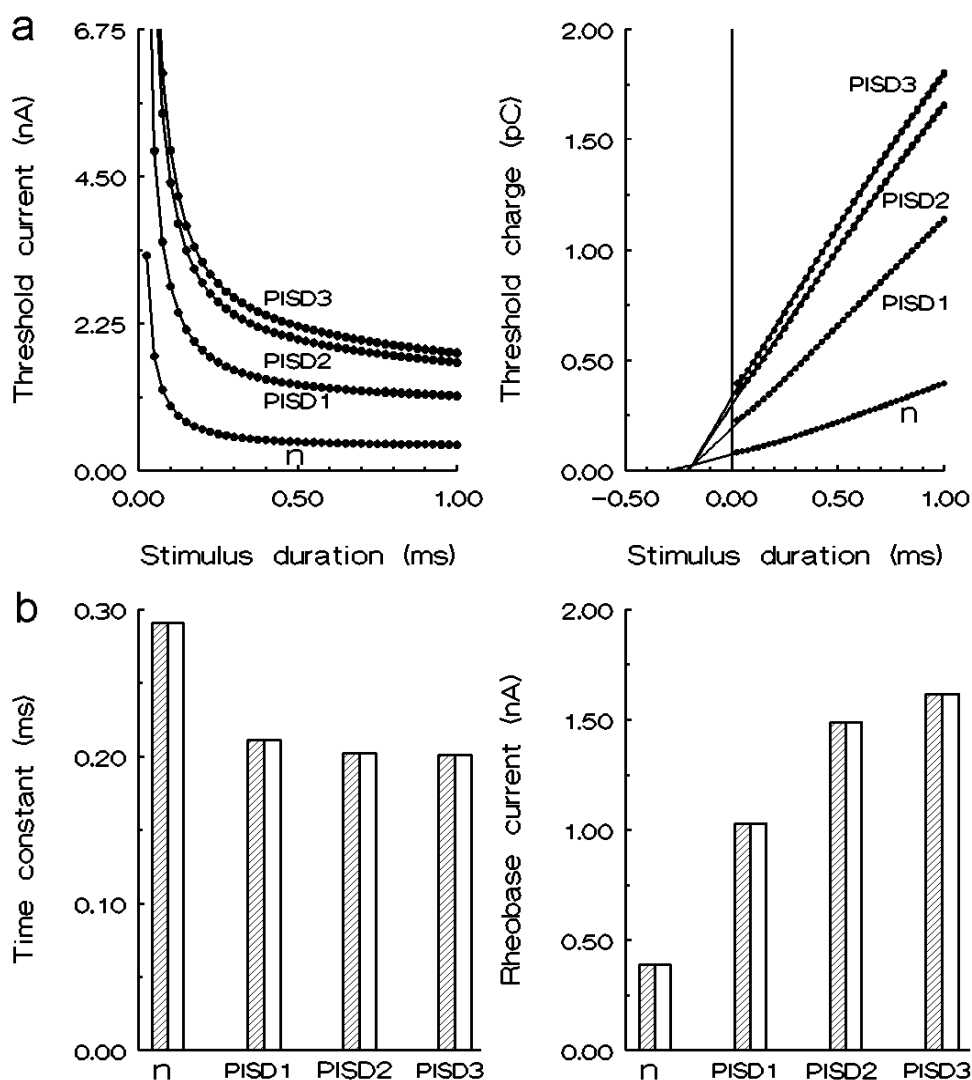 a
Threshold current (nA)
6.75
4.50
2.25
0.00
PISD3
PISD2
PISD1
n
0.00 0.50 1.00
Stimulus duration (ms)
Threshold charge (pC)
2.00
1.50
1.00
0.50
0.00
PISD3
PISD2
PISD1
n
-0.50 0.00 0.50 1.00
Stimulus duration (ms)
b
Time constant (ms)
0.30
0.20
0.10
0.00
n PISD1 PISD2 PISD3
Rheobase current (nA)
2.00
1.50
1.00
0.50
0.00
n PISD1 PISD2 PISD3